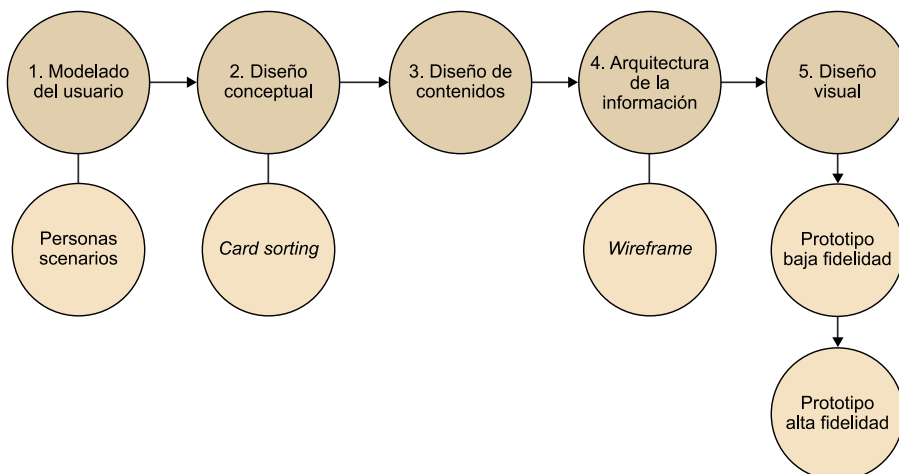 1. Modelado
del usuario
2. Diseño
conceptual
3. Diseño de
contenidos
4. Arquitectura
de la
información
5. Diseño
visual
Personas
scenarios
Card sorting
Wireframe
Prototipo
baja fidelidad
Prototipo
alta fidelidad